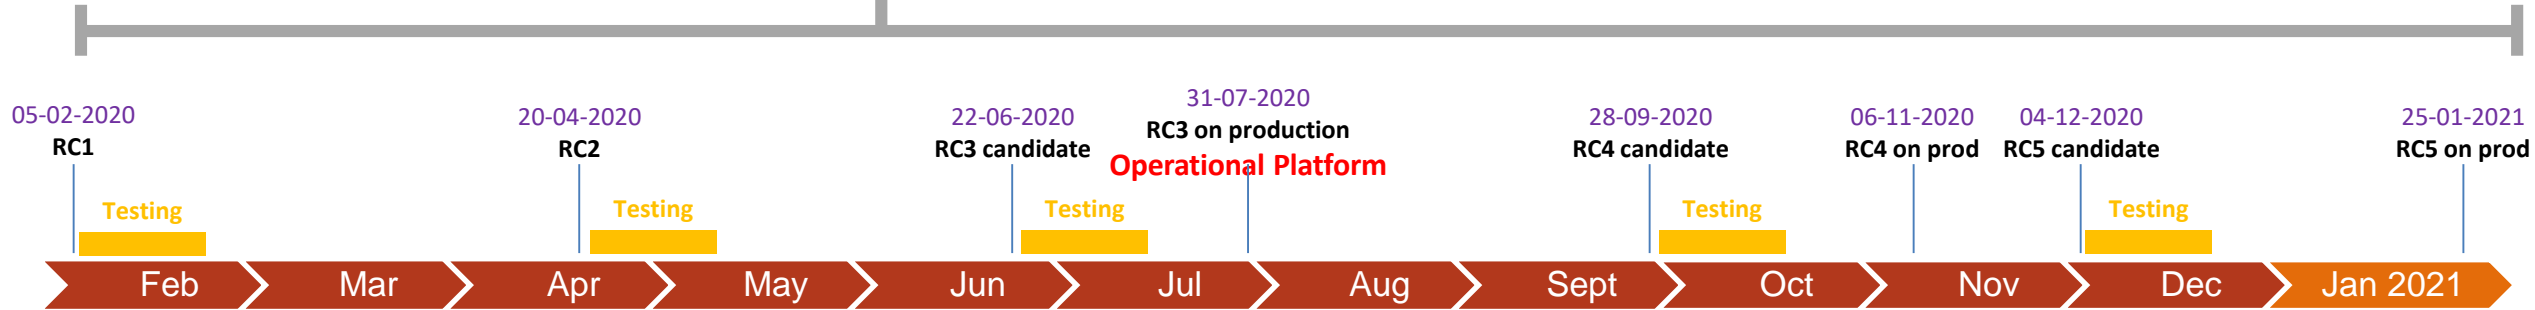 05-02-2020
RC1
20-04-2020
RC2
22-06-2020
RC3 candidate
31-07-2020
RC3 on production
Operational Platform
28-09-2020
RC4 candidate
06-11-2020
RC4 on prod
04-12-2020
RC5 candidate
25-01-2021
RC5 on prod
Testing
Testing
Testing
Testing
Testing
Feb
Mar
Apr
May
Jun
Jul
Aug
Sept
Oct
Nov
Dec
Jan 2021